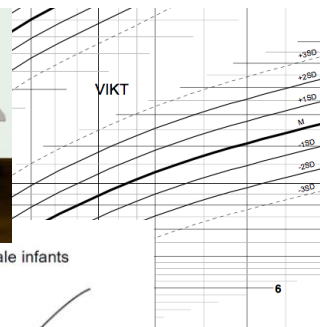 +3SD
+2SD
VIKT
+1SD
M
-1SD
-2SD
-3SD
ale infants
6